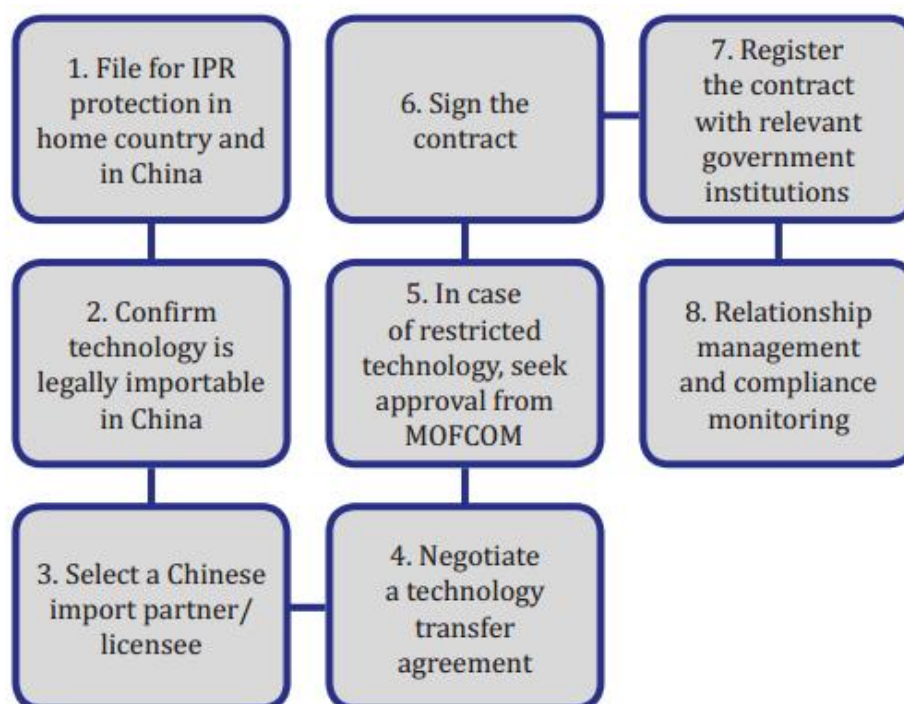 1. File for IPR
protection in
home country and
in China
2. Confirm
technology is
legally importable
in China
3. Select a Chinese
import partner/
licensee
4. Negotiate
a technology
transfer
agreement
5. In case
of restricted
technology, seek
approval from
MOFCOM
6. Sign the
contract
7. Register
the contract
with relevant
government
institutions
8. Relationship
management
and compliance
monitoring